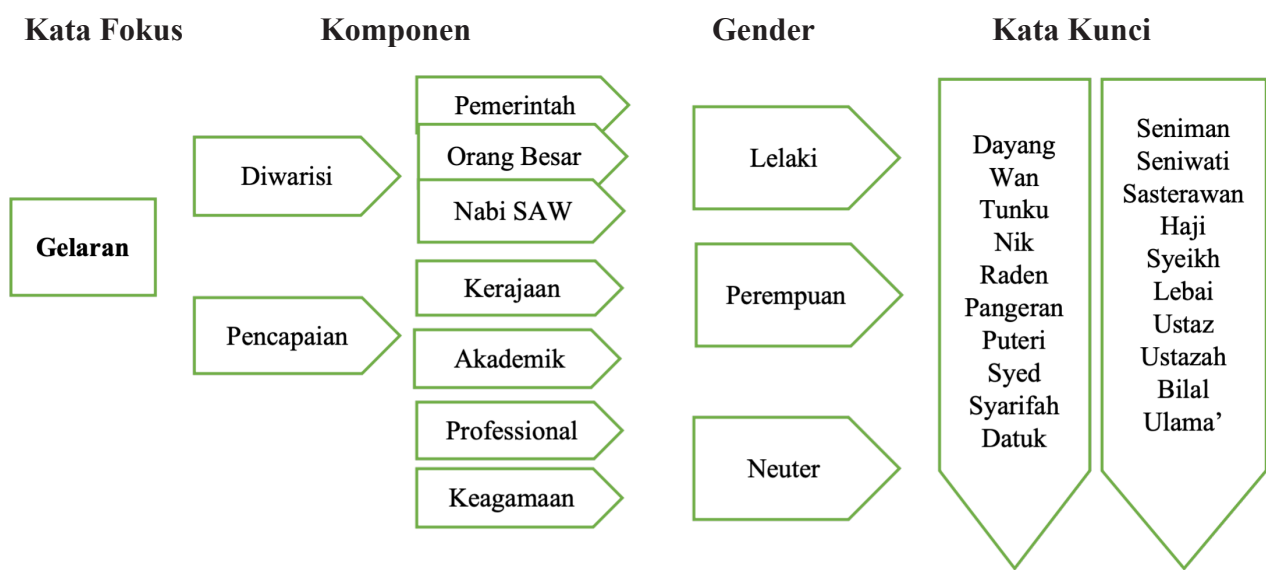 Kata Fokus
Komponen
Gender
Kata Kunci
Gelaran
Diwarisi
Pencapaian
Pemerintah
Orang Besar
Nabi SAW
Kerajaan
Akademik
Professional
Keagamaan
Lelaki
Perempuan
Neuter
Dayang
Wan
Tunku
Nik
Raden
Pangeran
Puteri
Syed
Syarifah
Datuk
Seniman
Seniwati
Sasterawan
Haji
Syeikh
Lebai
Ustaz
Ustazah
Bilal
Ulama’